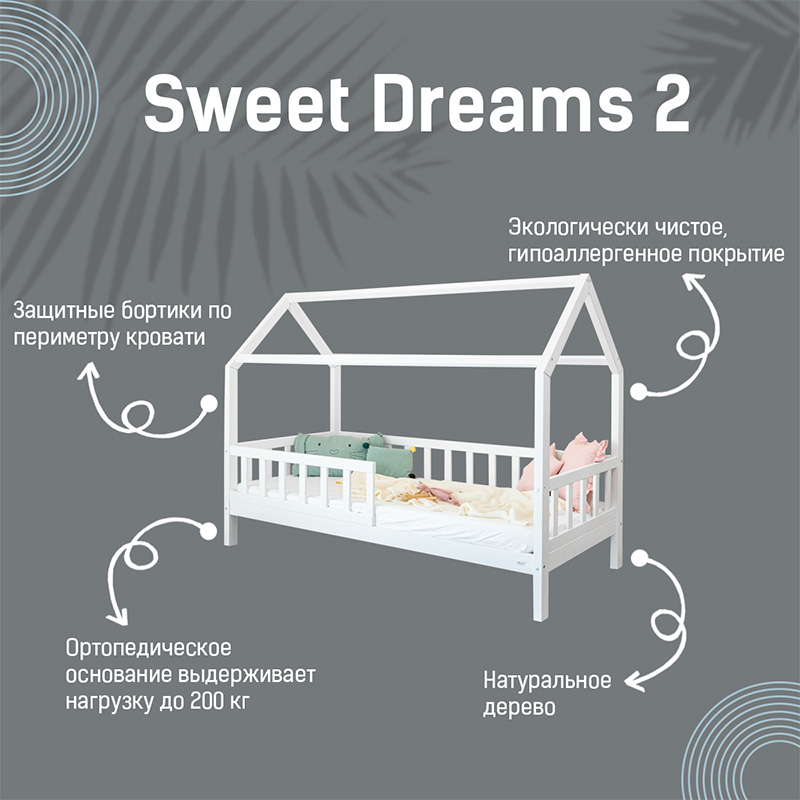 Sweet Dreams 2
Экологически чистое,
гипоаллергенное покрытие
Защитные бортики по
периметру кровати
Ортопедическое
основание выдерживает
нагрузку до 200 кг
Натуральное
дерево